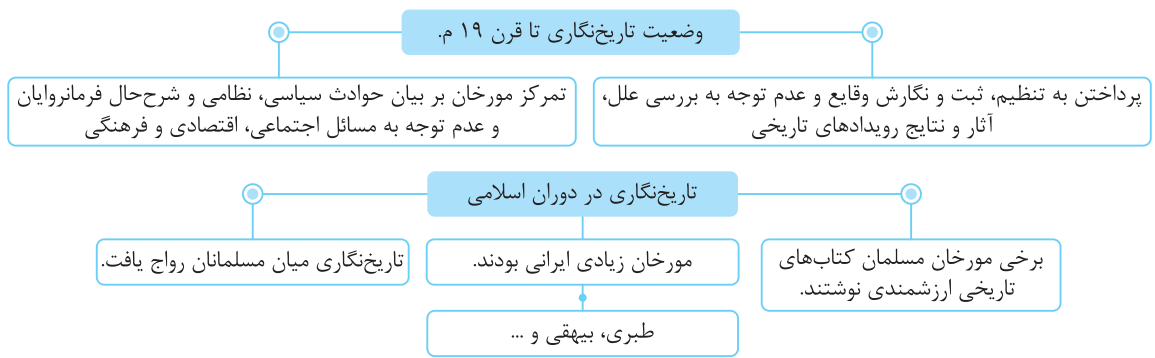 وضعیت تاریخ‌نگاری تا قرن ۱۹ م.
پرداختن به تنظیم، ثبت و نگارش وقایع و عدم توجه به بررسی علل،
آثار و نتایج رویدادهای تاریخی
تمرکز مورخان بر بیان حوادث سیاسی، نظامی و شرح‌حال فرمانروایان
و عدم توجه به مسائل اجتماعی، اقتصادی و فرهنگی
تاریخ‌نگاری در دوران اسلامی
برخی مورخان مسلمان کتاب‌های
تاریخی ارزشمندی نوشتند.
مورخان زیادی ایرانی بودند.
طبری، بیهقی و ...
تاریخ‌نگاری میان مسلمانان رواج یافت.